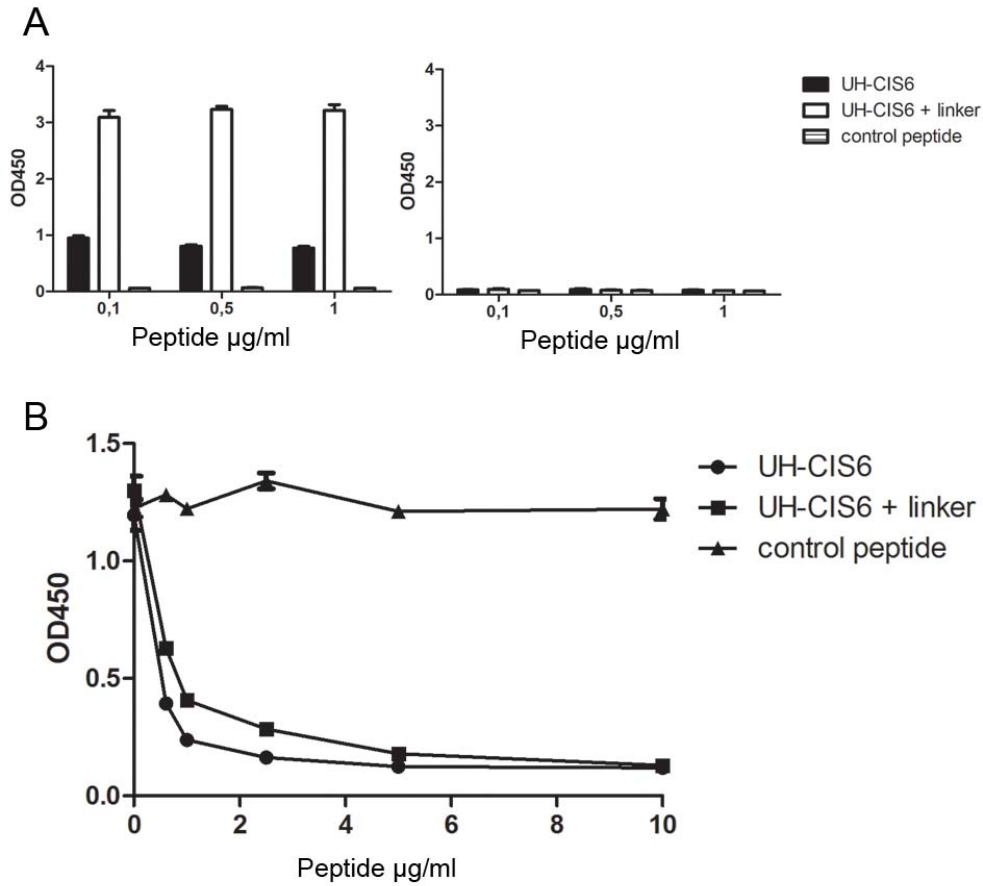 A
4
3
2
1
0
OD450
0,1
0,5
1
Peptide µg/ml
4
3
2
1
0
OD450
0,1
0,5
1
Peptide µg/ml
UH-CIS6
UH-CIS6 + linker
control peptide
B
1.5
1.0
0.5
0.0
OD450
0
2
4
6
8
10
Peptide µg/ml
UH-CIS6
UH-CIS6 + linker
control peptide